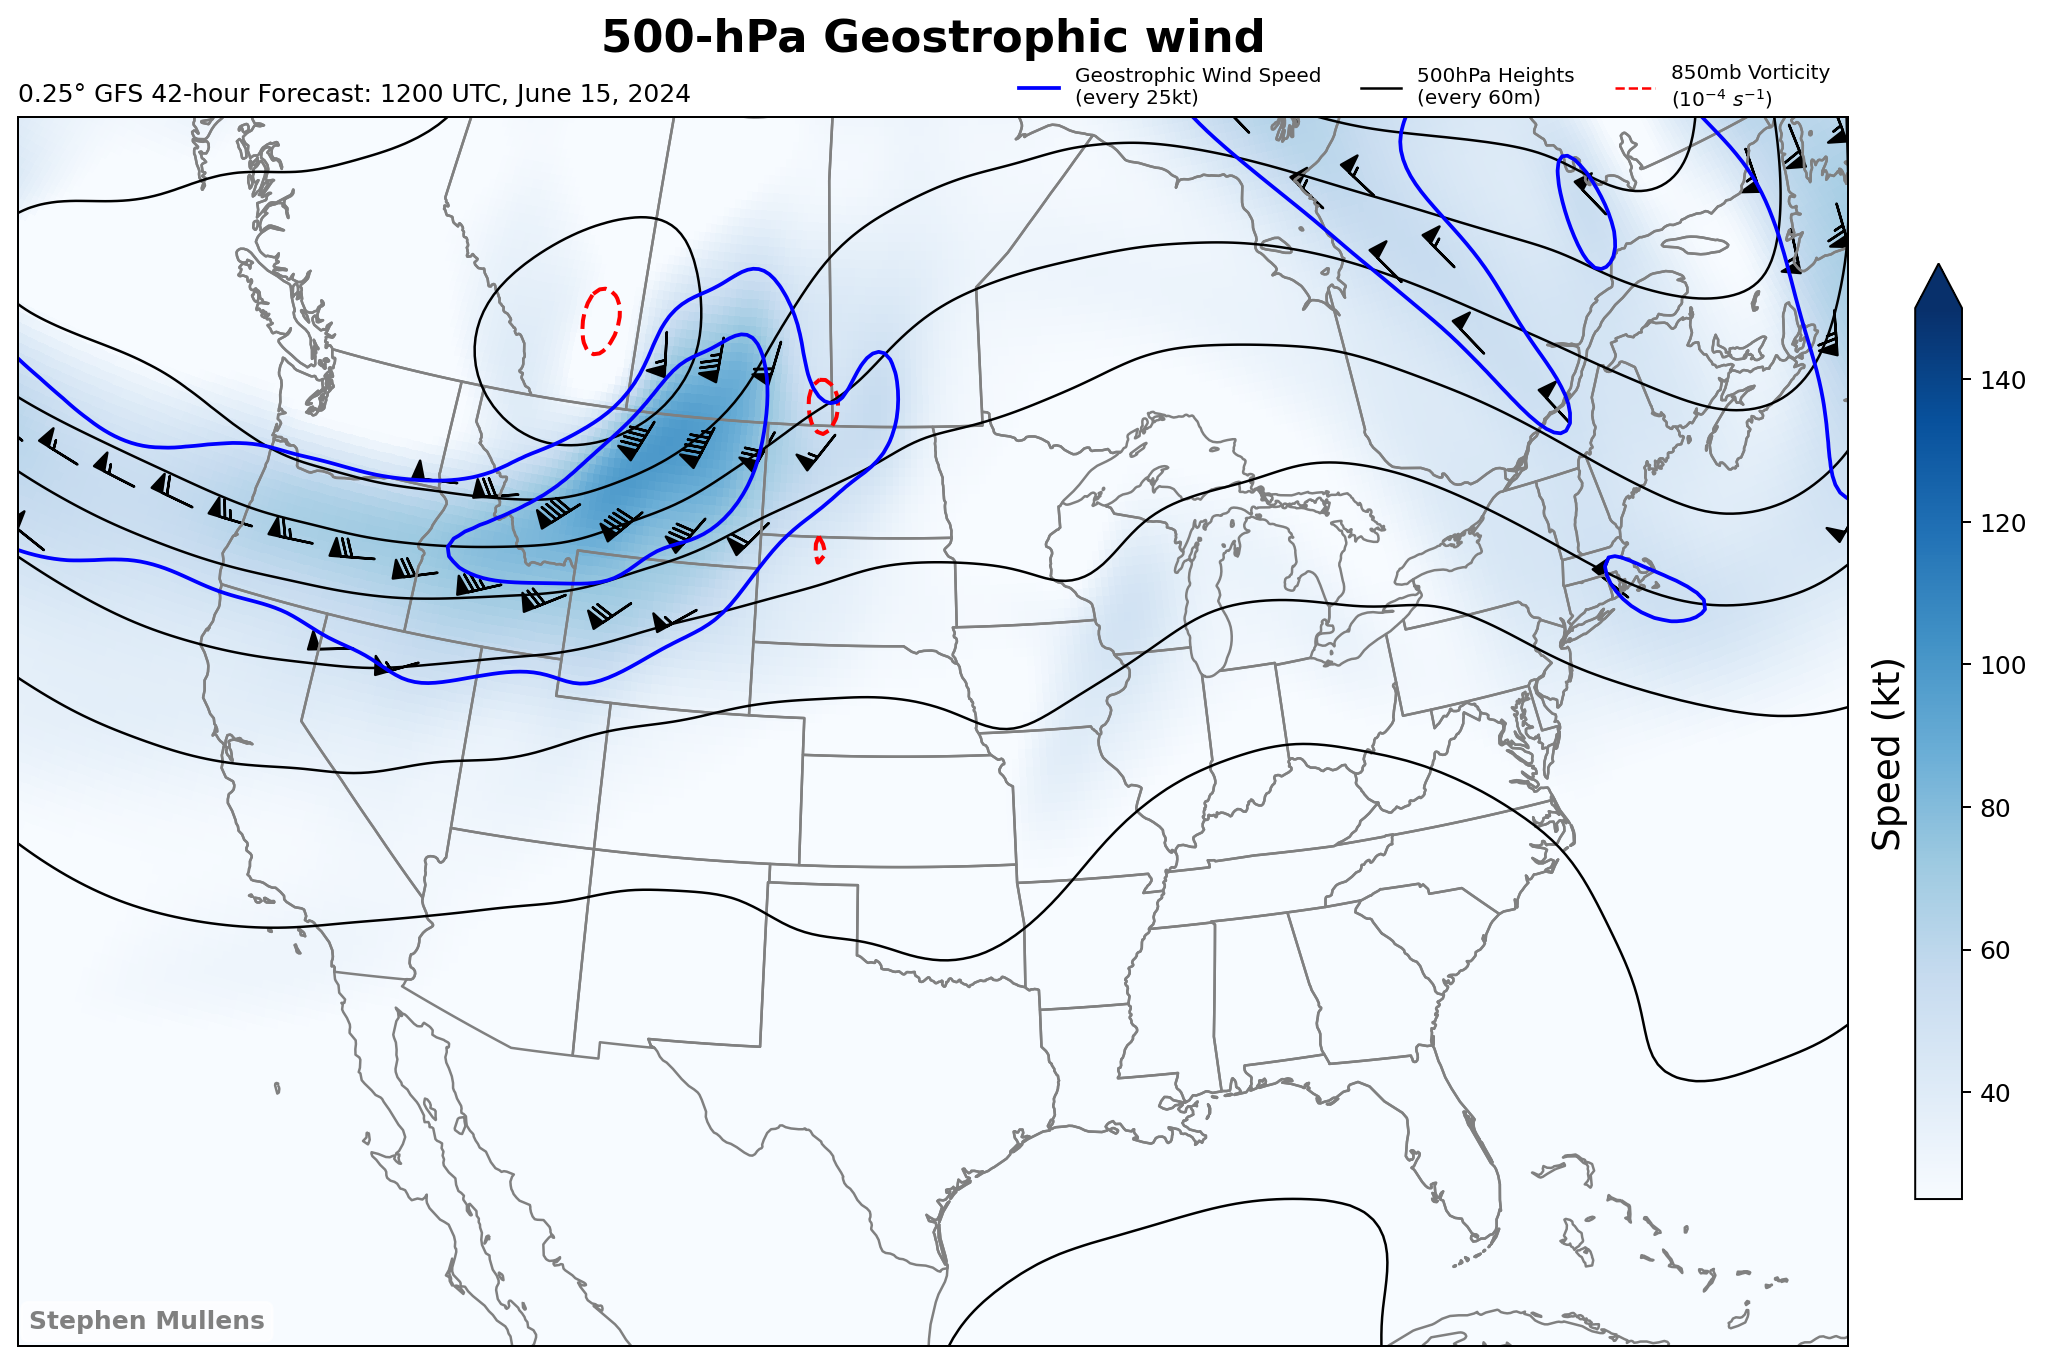 500-hPa Geostrophic wind
0.25° GFS 42-hour Forecast: 1200 UTC, June 15, 2024
Geostrophic Wind Speed
(every 25kt)
500hPa Heights
(every 60m)
850mb Vorticity
(10⁻⁴ s⁻¹)
140
120
100
80
60
40
Speed (kt)
Stephen Mullens